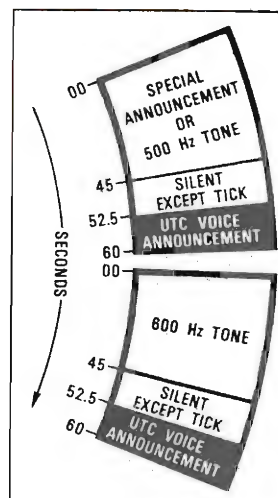 00
SPECIAL
ANNOUNCEMENT
OR
500 Hz TONE
45
SILENT
EXCEPT TICK
52.5
UTC VOICE
ANNOUNCEMENT
60
SECONDS
00
600 Hz TONE
45
SILENT
EXCEPT TICK
52.5
UTC VOICE
ANNOUNCEMENT
60